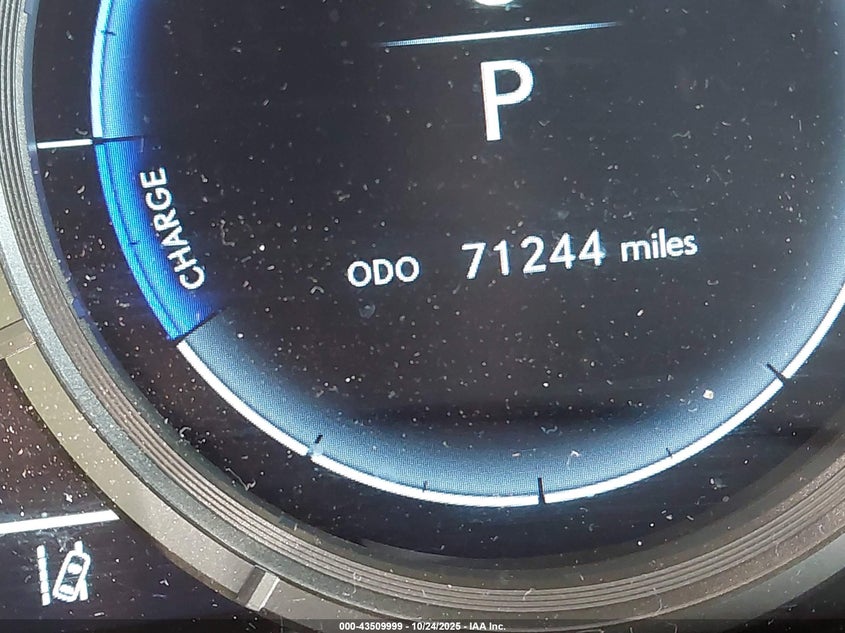 P
CHARGE
ODO 71244 miles
000-43509999 - 10/24/2025 - IAA Inc.